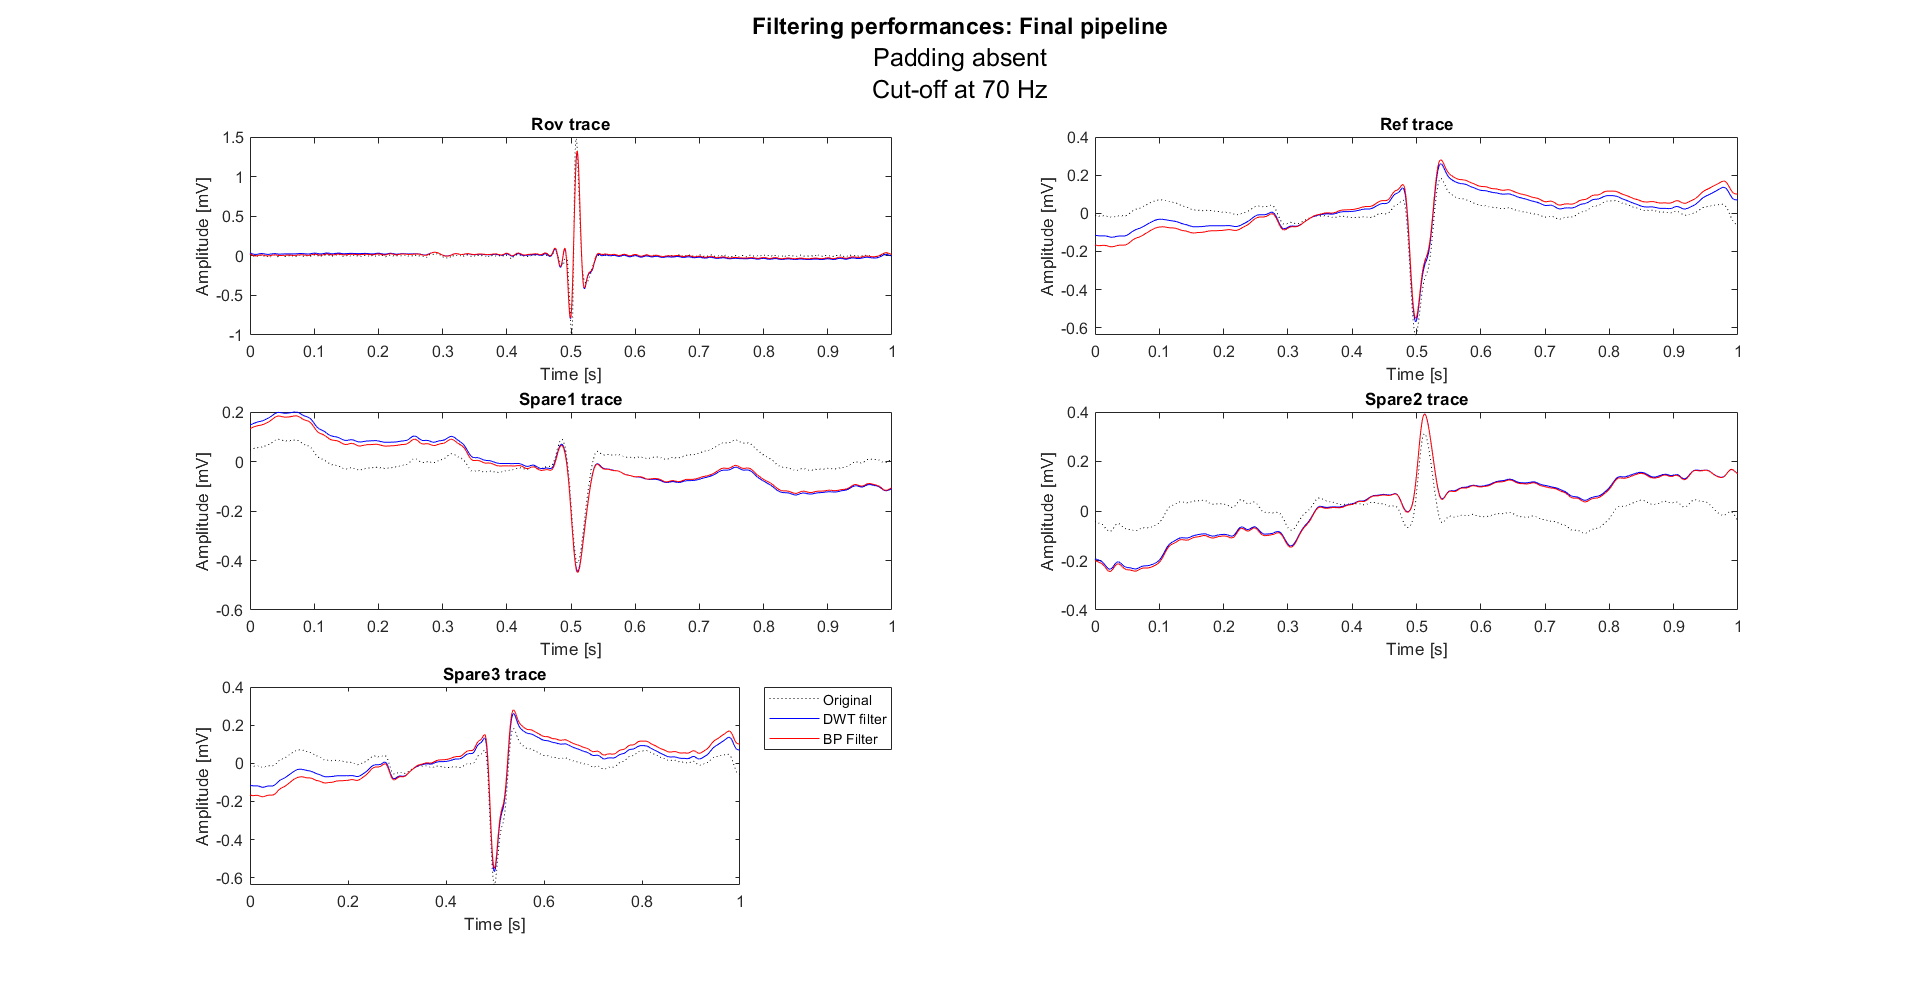 Filtering performances: Final pipeline
Padding absent
Cut-off at 70 Hz
Rov trace
1.5
1
0.5
0
-0.5
-1
Amplitude [mV]
0 0.1 0.2 0.3 0.4 0.5 0.6 0.7 0.8 0.9 1
Time [s]
Ref trace
0.4
0.2
0
-0.2
-0.4
-0.6
Amplitude [mV]
0 0.1 0.2 0.3 0.4 0.5 0.6 0.7 0.8 0.9 1
Time [s]
Spare1 trace
0.2
0
-0.2
-0.4
-0.6
Amplitude [mV]
0 0.1 0.2 0.3 0.4 0.5 0.6 0.7 0.8 0.9 1
Time [s]
Spare2 trace
0.4
0.2
0
-0.2
-0.4
Amplitude [mV]
0 0.1 0.2 0.3 0.4 0.5 0.6 0.7 0.8 0.9 1
Time [s]
Spare3 trace
0.4
0.2
0
-0.2
-0.4
-0.6
Amplitude [mV]
0 0.2 0.4 0.6 0.8 1
Time [s]
Original
DWT filter
BP Filter